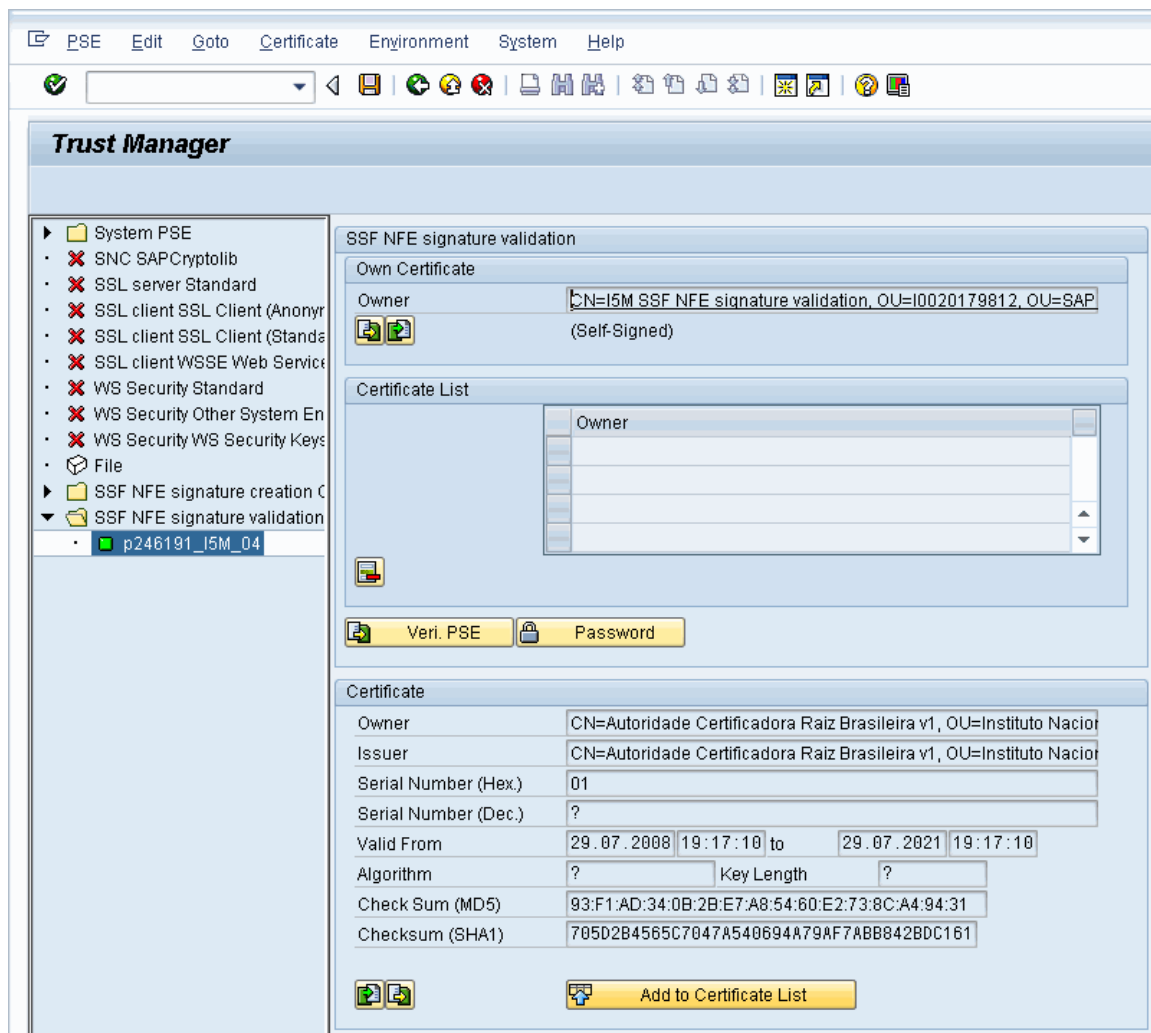 PSE Edit Goto Certificate Environment System Help
Trust Manager
System PSE
SNC SAPCryptolib
SSL server Standard
SSL client SSL Client (Anonyr
SSL client SSL Client (Standa
SSL client WSSE Web Service
WS Security Standard
WS Security Other System En
WS Security WS Security Keys
File
SSF NFE signature creation C
SSF NFE signature validation
p246191_I5M_04
SSF NFE signature validation
Own Certificate
Owner CN=I5M SSF NFE signature validation, OU=I0020179812, OU=SAP
(Self-Signed)
Certificate List
Owner
Veri. PSE Password
Certificate
Owner CN=Autoridade Certificadora Raiz Brasileira v1, OU=Instituto Nacior
Issuer CN=Autoridade Certificadora Raiz Brasileira v1, OU=Instituto Nacior
Serial Number (Hex.) 01
Serial Number (Dec.) ?
Valid From 29.07.2008 19:17:10 to 29.07.2021 19:17:10
Algorithm ? Key Length ?
Check Sum (MD5) 93:F1:AD:34:0B:2B:E7:A8:54:60:E2:73:8C:A4:94:31
Checksum (SHA1) 705D2B4565C7047A540694A79AF7ABB842BDC161
Add to Certificate List